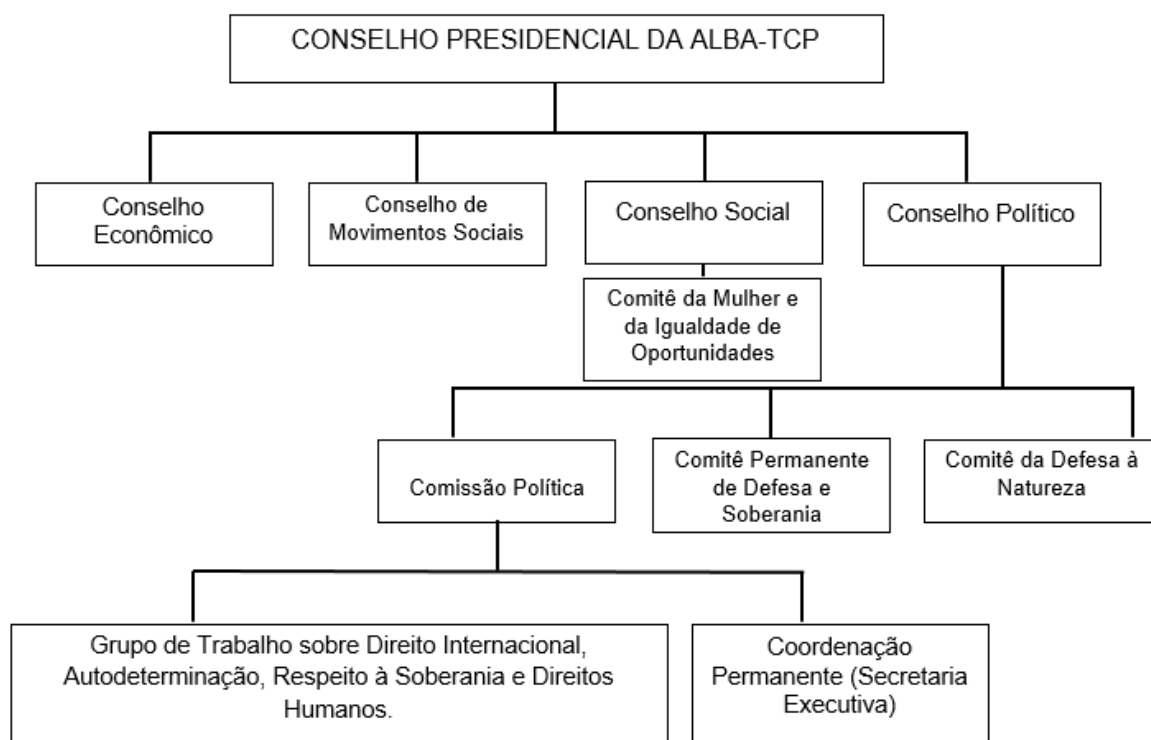 CONSELHO PRESIDENCIAL DA ALBA-TCP
Conselho
Econômico
Conselho de
Movimentos Sociais
Conselho Social
Conselho Político
Comitê da Mulher e
da Igualdade de
Oportunidades
Comissão Política
Comitê Permanente
de Defesa e
Soberania
Comitê da Defesa à
Natureza
Grupo de Trabalho sobre Direito Internacional,
Autodeterminação, Respeito à Soberania e Direitos
Humanos.
Coordenação
Permanente (Secretaria
Executiva)